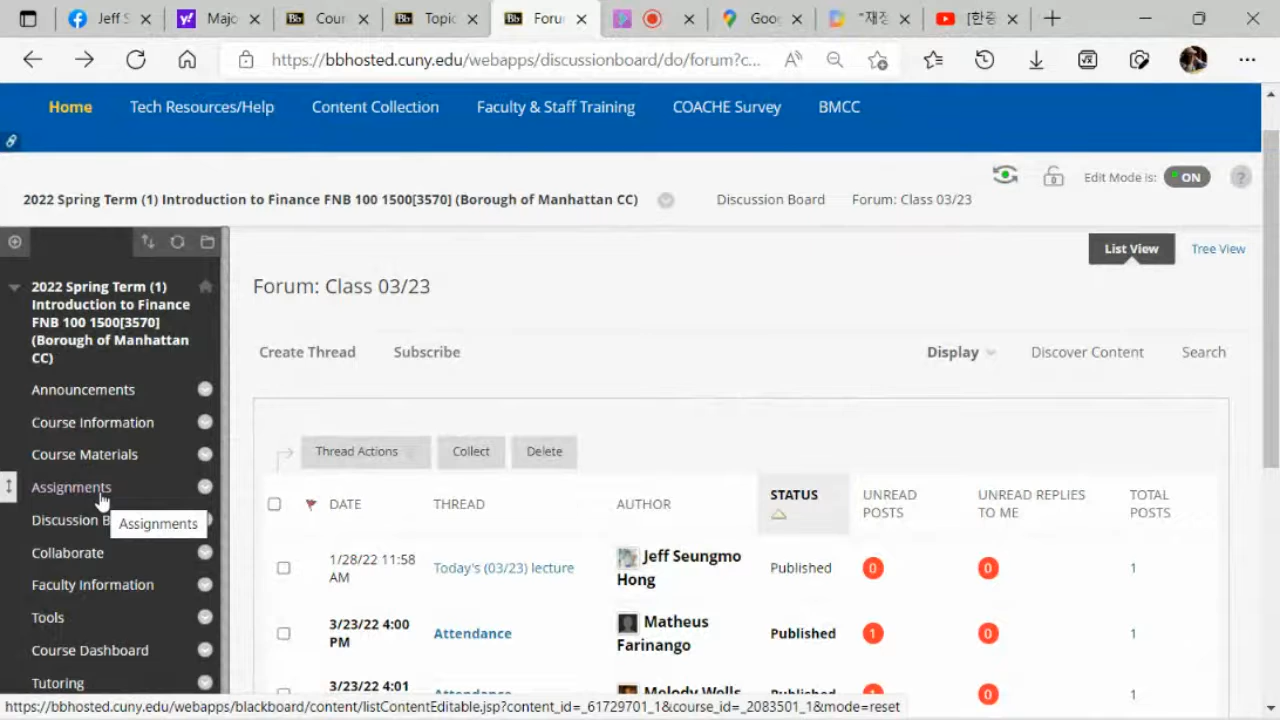 Jeff S
Majo
Cour
Topic
Foru
Goo
"재정
[한중
https://bbhosted.cuny.edu/webapps/discussionboard/do/forum?c...
Home Tech Resources/Help Content Collection Faculty & Staff Training COACHE Survey BMCC
Edit Mode is: ON ?
2022 Spring Term (1) Introduction to Finance FNB 100 1500[3570] (Borough of Manhattan CC) Discussion Board Forum: Class 03/23
List View Tree View
2022 Spring Term (1)
Introduction to Finance
FNB 100 1500[3570]
(Borough of Manhattan
CC)
Announcements
Course Information
Course Materials
Assignments
Discussion B
Assignments
Collaborate
Faculty Information
Tools
Course Dashboard
Tutoring
Forum: Class 03/23
Create Thread Subscribe Display Discover Content Search
Thread Actions Collect Delete
DATE THREAD AUTHOR STATUS UNREAD POSTS UNREAD REPLIES TO ME TOTAL POSTS
1/28/22 11:58 AM Today's (03/23) lecture Jeff Seungmo Hong Published 0 0 1
3/23/22 4:00 PM Attendance Matheus Farinango Published 1 0 1
3/23/22 4:01 Attendance Melody Wells Published 1 0 1
https://bbhosted.cuny.edu/webapps/blackboard/content/listContentEditable.jsp?content_id=_61729701_1&course_id=_2083501_1&mode=reset